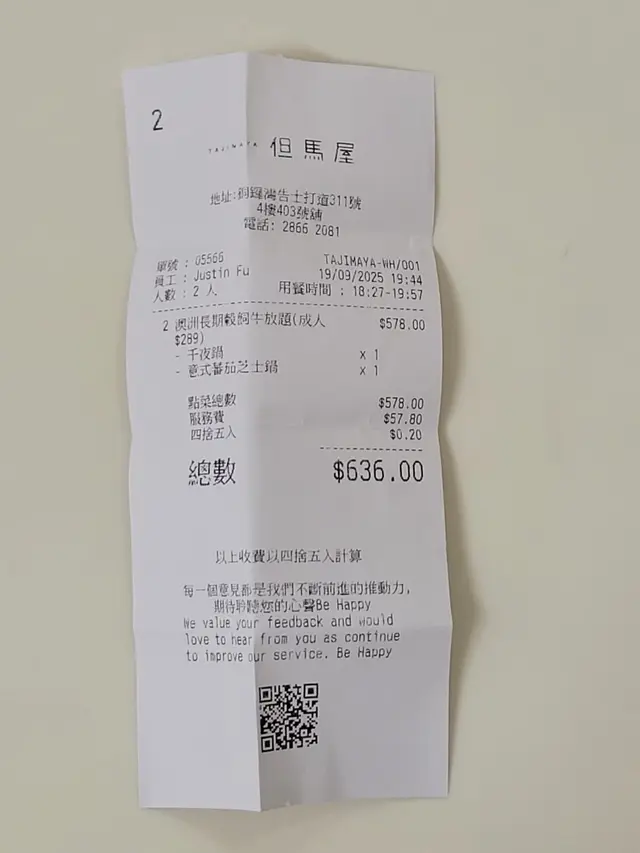 2
TAJIMAYA 但馬屋
地址:銅鑼灣告士打道311號
4樓403號舖
電話: 2866 2081
單號 : 05566
TAJIMAYA-WH/001
員工 : Justin Fu
19/09/2025 19:44
人數 : 2 人
用餐時間 : 18:27-19:57
2 澳洲長期穀飼牛放題(成人 $578.00
$289)
- 千夜鍋 x 1
- 意式蕃茄芝士鍋 x 1
點菜總數 $578.00
服務費 $57.80
四捨五入 $0.20
總數 $636.00
以上收費以四捨五入計算
每一個意見都是我們不斷前進的推動力,
期待聆聽您的心聲Be Happy
We value your feedback and would
love to hear from you as continue
to improve our service. Be Happy